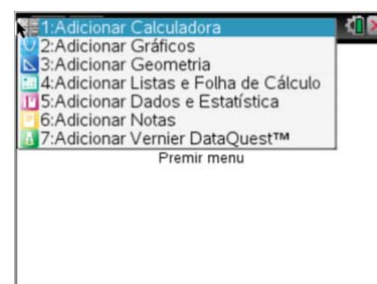 1:Adicionar Calculadora
2:Adicionar Gráficos
3:Adicionar Geometria
4:Adicionar Listas e Folha de Cálculo
5:Adicionar Dados e Estatística
6:Adicionar Notas
7:Adicionar Vernier DataQuest™
Premir menu